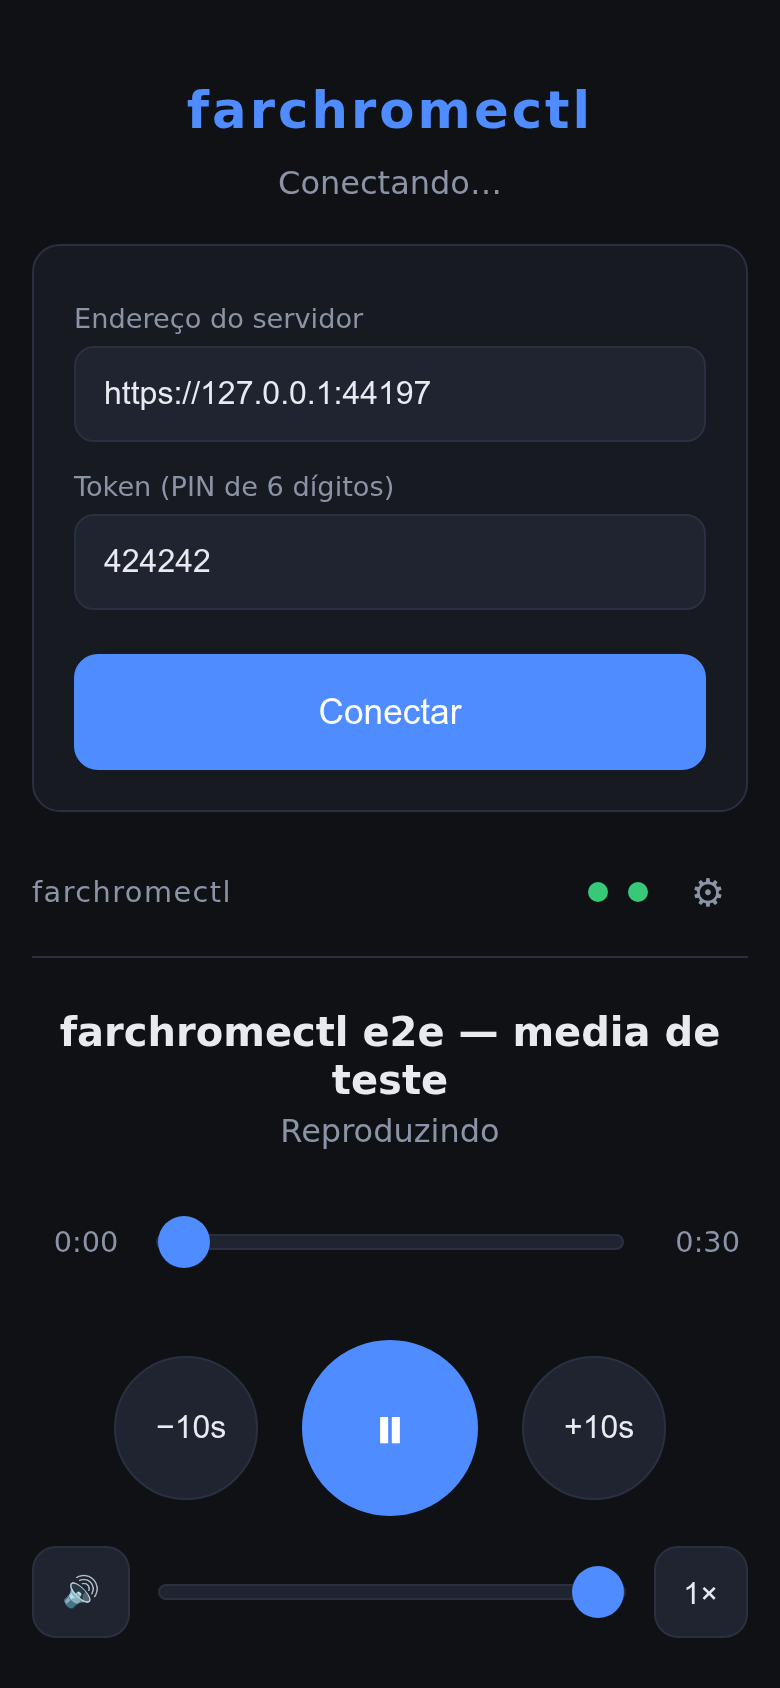 farchromectl
Conectando…
Endereço do servidor
https://127.0.0.1:44197
Token (PIN de 6 dígitos)
424242
Conectar
farchromectl
farchromectl e2e — media de
teste
Reproduzindo
0:00
0:30
−10s
+10s
1×